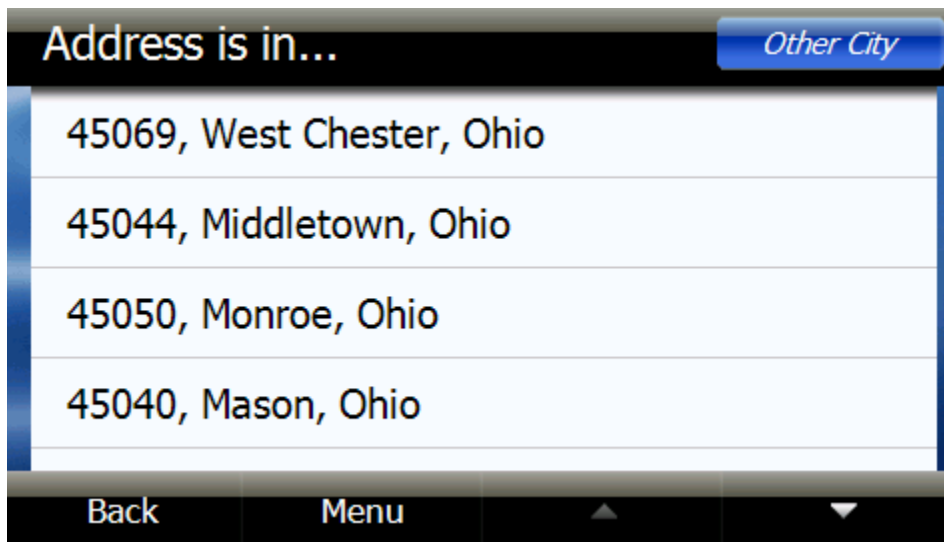 Address is in...
Other City
45069, West Chester, Ohio
45044, Middletown, Ohio
45050, Monroe, Ohio
45040, Mason, Ohio
Back
Menu